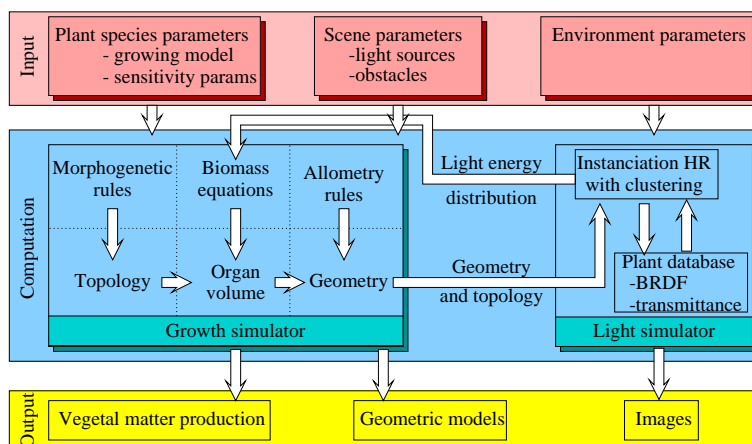 Input
Plant species parameters
- growing model
- sensitivity params
Scene parameters
-light sources
-obstacles
Environment parameters
Computation
Morphogenetic
rules
Biomass
equations
Allometry
rules
Topology
Organ
volume
Geometry
Growth simulator
Light energy
distribution
Geometry
and topology
Instanciation HR
with clustering
Plant database
-BRDF
-transmittance
Light simulator
Output
Vegetal matter production
Geometric models
Images